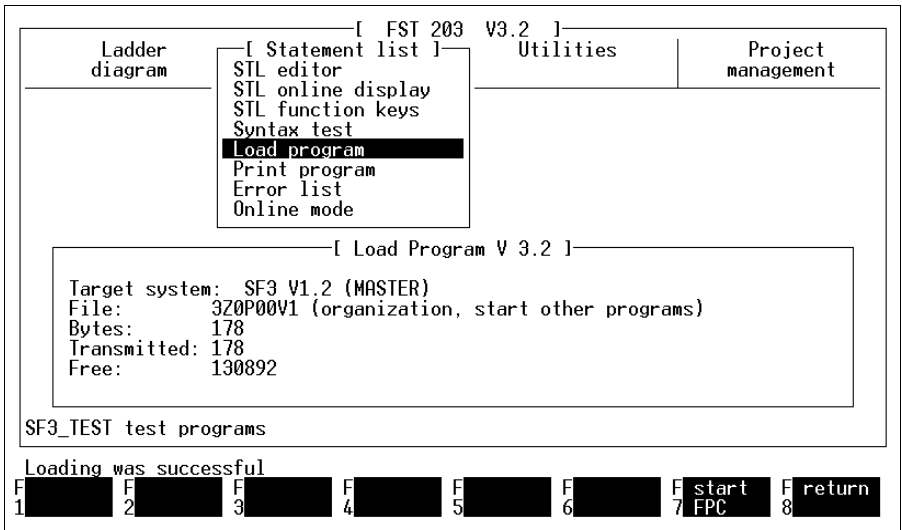 [ FST 203 V3.2 ]
Ladder diagram
[ Statement list ]
Utilities
Project management
STL editor
STL online display
STL function keys
Syntax test
Load program
Print program
Error list
Online mode
[ Load Program V 3.2 ]
Target system: SF3 V1.2 (MASTER)
File: 3Z0P00V1 (organization, start other programs)
Bytes: 178
Transmitted: 178
Free: 130892
SF3_TEST test programs
Loading was successful
F1 F2 F3 F4 F5 F6 F7 start FPC F8 return